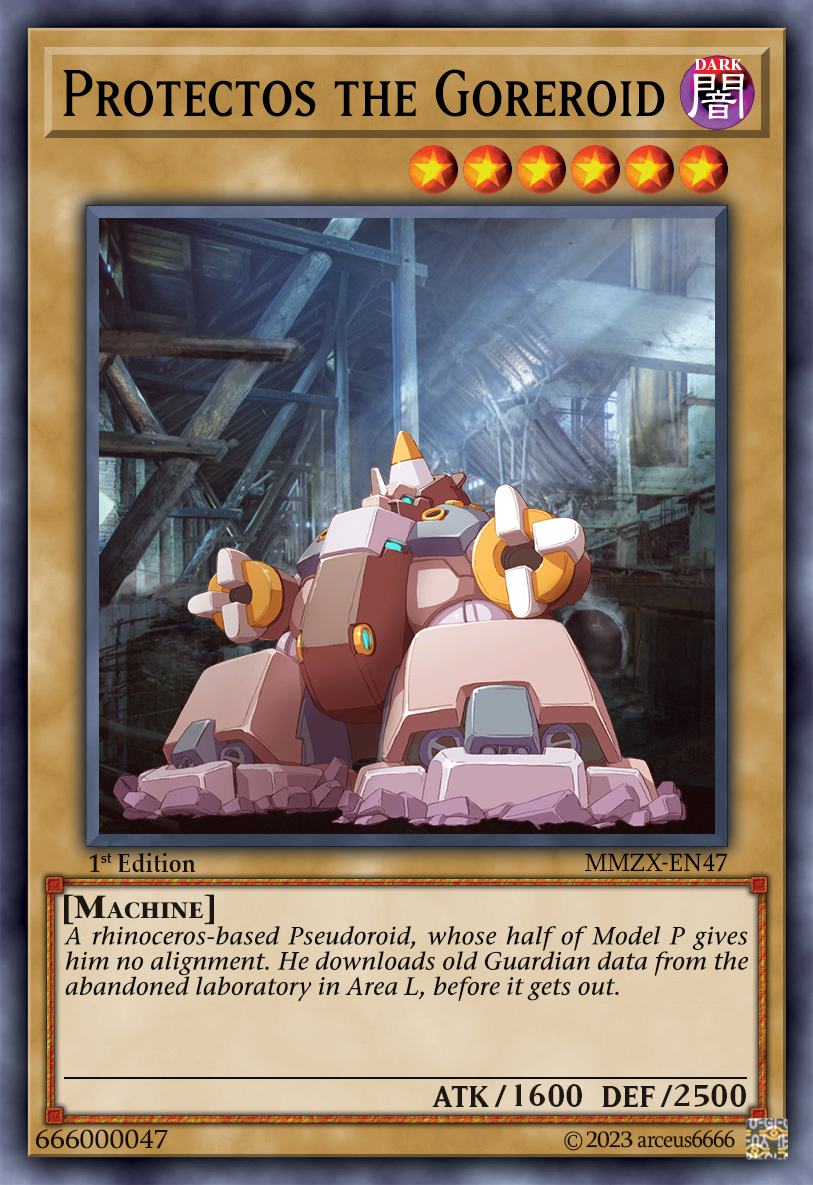 Protectos the Goreroid
DARK
闇
1st Edition
MMZX-EN47
[Machine]
A rhinoceros-based Pseudoroid, whose half of Model P gives
him no alignment. He downloads old Guardian data from the
abandoned laboratory in Area L, before it gets out.
ATK / 1600 DEF / 2500
666000047
© 2023 arceus6666